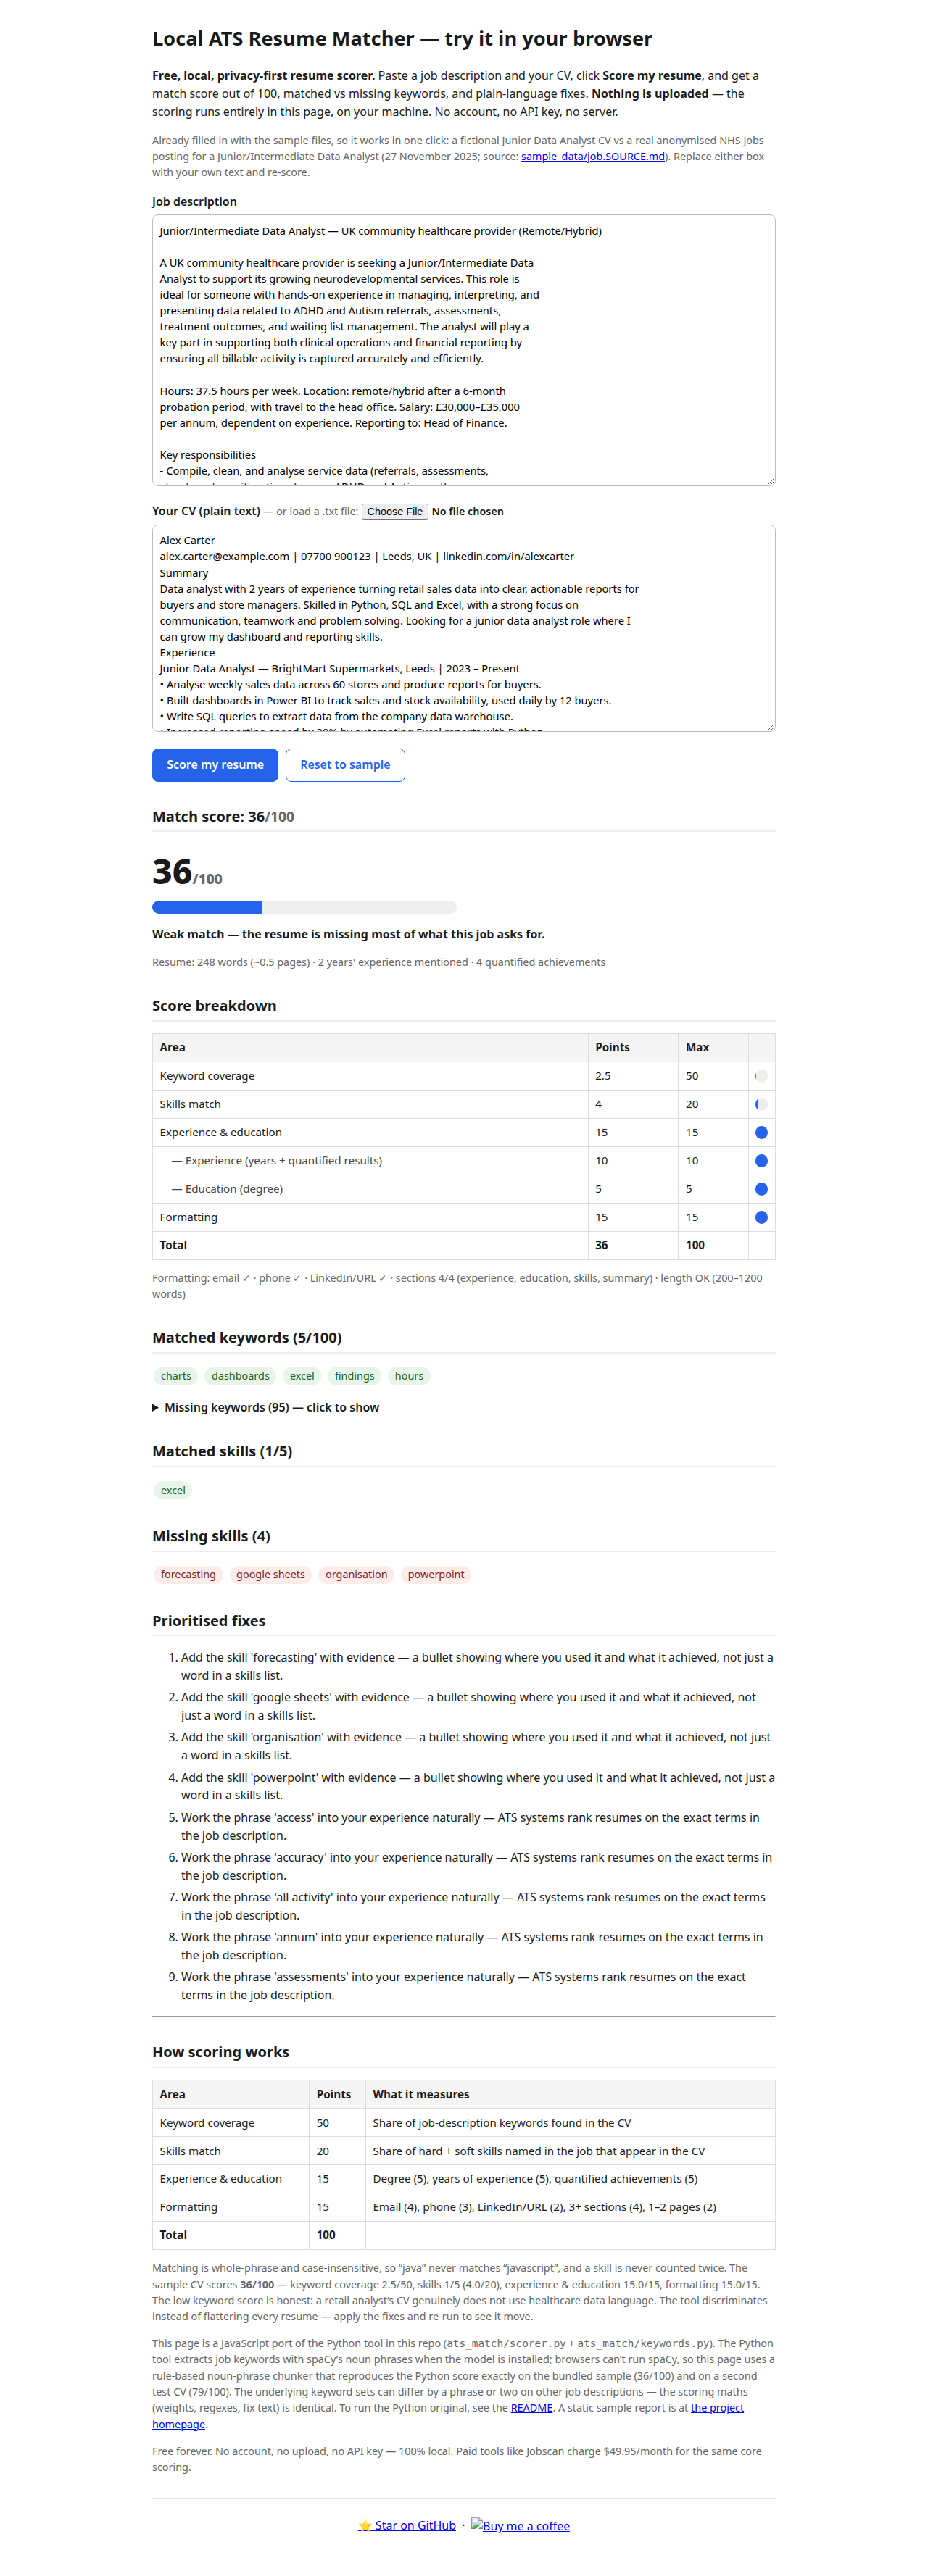 Local ATS Resume Matcher — try it in your browser
Free, local, privacy-first resume scorer. Paste a job description and your CV, click Score my resume, and get a
match score out of 100, matched vs missing keywords, and plain-language fixes. Nothing is uploaded — the
scoring runs entirely in this page, on your machine. No account, no API key, no server.
Already filled in with the sample files, so it works in one click: a fictional Junior Data Analyst CV vs a real anonymised NHS Jobs
posting for a Junior/Intermediate Data Analyst (27 November 2025; source: sample_data/job.SOURCE.md). Replace either box
with your own text and re-score.
Job description
Junior/Intermediate Data Analyst — UK community healthcare provider (Remote/Hybrid)
A UK community healthcare provider is seeking a Junior/Intermediate Data
Analyst to support its growing neurodevelopmental services. This role is
ideal for someone with hands-on experience in managing, interpreting, and
presenting data related to ADHD and Autism referrals, assessments,
treatment outcomes, and waiting list management. The analyst will play a
key part in supporting both clinical operations and financial reporting by
ensuring all billable activity is captured accurately and efficiently.
Hours: 37.5 hours per week. Location: remote/hybrid after a 6-month
probation period, with travel to the head office. Salary: £30,000–£35,000
per annum, dependent on experience. Reporting to: Head of Finance.
Key responsibilities
- Compile, clean, and analyse service data (referrals, assessments,
treatments, waiting times) across ADHD and Autism pathways.
Your CV (plain text) — or load a .txt file: Choose File No file chosen
Alex Carter
alex.carter@example.com | 07700 900123 | Leeds, UK | linkedin.com/in/alexcarter
Summary
Data analyst with 2 years of experience turning retail sales data into clear, actionable reports for
buyers and store managers. Skilled in Python, SQL and Excel, with a strong focus on
communication, teamwork and problem solving. Looking for a junior data analyst role where I
can grow my dashboard and reporting skills.
Experience
Junior Data Analyst — BrightMart Supermarkets, Leeds | 2023 – Present
• Analyse weekly sales data across 60 stores and produce reports for buyers.
• Built dashboards in Power BI to track sales and stock availability, used daily by 12 buyers.
• Write SQL queries to extract data from the company data warehouse.
• Increased reporting speed by 30% by automating Excel reports with Python.
Score my resume Reset to sample
Match score: 36/100
36/100
Weak match — the resume is missing most of what this job asks for.
Resume: 248 words (~0.5 pages) · 2 years' experience mentioned · 4 quantified achievements
Score breakdown
Area Points Max
Keyword coverage 2.5 50
Skills match 4 20
Experience & education 15 15
— Experience (years + quantified results) 10 10
— Education (degree) 5 5
Formatting 15 15
Total 36 100
Formatting: email ✓ · phone ✓ · LinkedIn/URL ✓ · sections 4/4 (experience, education, skills, summary) · length OK (200–1200
words)
Matched keywords (5/100)
charts dashboards excel findings hours
▶ Missing keywords (95) — click to show
Matched skills (1/5)
excel
Missing skills (4)
forecasting google sheets organisation powerpoint
Prioritised fixes
1. Add the skill 'forecasting' with evidence — a bullet showing where you used it and what it achieved, not just a
word in a skills list.
2. Add the skill 'google sheets' with evidence — a bullet showing where you used it and what it achieved, not
just a word in a skills list.
3. Add the skill 'organisation' with evidence — a bullet showing where you used it and what it achieved, not just
a word in a skills list.
4. Add the skill 'powerpoint' with evidence — a bullet showing where you used it and what it achieved, not just a
word in a skills list.
5. Work the phrase 'access' into your experience naturally — ATS systems rank resumes on the exact terms in
the job description.
6. Work the phrase 'accuracy' into your experience naturally — ATS systems rank resumes on the exact terms in
the job description.
7. Work the phrase 'all activity' into your experience naturally — ATS systems rank resumes on the exact terms
in the job description.
8. Work the phrase 'annum' into your experience naturally — ATS systems rank resumes on the exact terms in
the job description.
9. Work the phrase 'assessments' into your experience naturally — ATS systems rank resumes on the exact
terms in the job description.
How scoring works
Area Points What it measures
Keyword coverage 50 Share of job-description keywords found in the CV
Skills match 20 Share of hard + soft skills named in the job that appear in the CV
Experience & education 15 Degree (5), years of experience (5), quantified achievements (5)
Formatting 15 Email (4), phone (3), LinkedIn/URL (2), 3+ sections (4), 1–2 pages (2)
Total 100
Matching is whole-phrase and case-insensitive, so “java” never matches “javascript”, and a skill is never counted twice. The
sample CV scores 36/100 — keyword coverage 2.5/50, skills 1/5 (4.0/20), experience & education 15.0/15, formatting 15.0/15.
The low keyword score is honest: a retail analyst’s CV genuinely does not use healthcare data language. The tool discriminates
instead of flattering every resume — apply the fixes and re-run to see it move.
This page is a JavaScript port of the Python tool in this repo (ats_match/scorer.py + ats_match/keywords.py). The Python
tool extracts job keywords with spaCy’s noun phrases when the model is installed; browsers can’t run spaCy, so this page uses a
rule-based noun-phrase chunker that reproduces the Python score exactly on the bundled sample (36/100) and on a second
test CV (79/100). The underlying keyword sets can differ by a phrase or two on other job descriptions — the scoring maths
(weights, regexes, fix text) is identical. To run the Python original, see the README. A static sample report is at the project
homepage.
Free forever. No account, no upload, no API key — 100% local. Paid tools like Jobscan charge $49.95/month for the same core
scoring.
⭐ Star on GitHub · Buy me a coffee